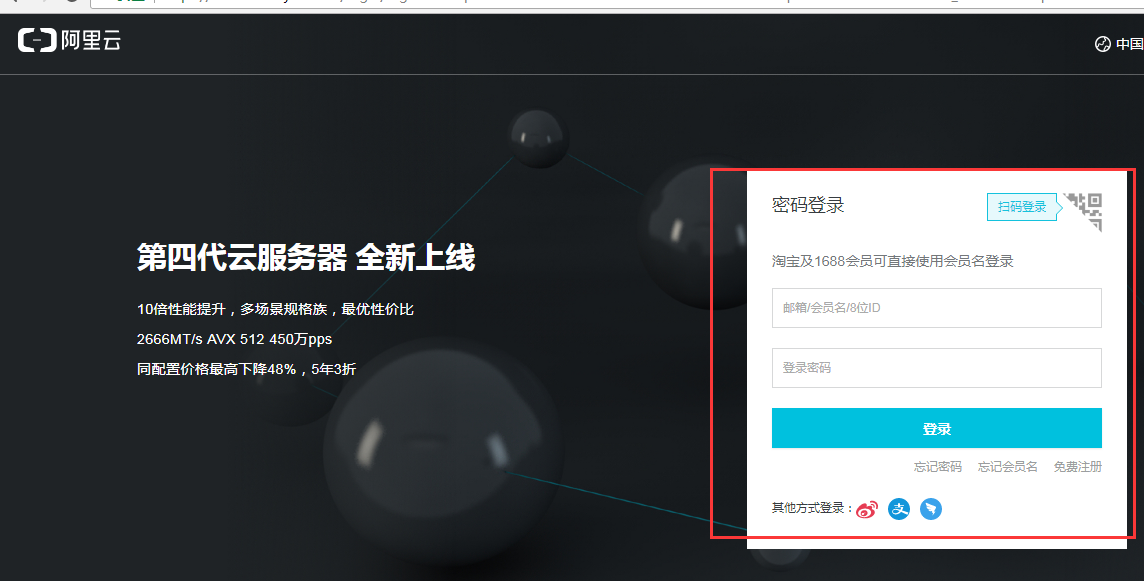 阿里云
中国
第四代云服务器 全新上线
10倍性能提升，多场景规格族，最优性价比
2666MT/s AVX 512 450万pps
同配置价格最高下降48%，5年3折
密码登录
扫码登录
淘宝及1688会员可直接使用会员名登录
邮箱/会员名/8位ID
登录密码
登录
忘记密码 忘记会员名 免费注册
其他方式登录：